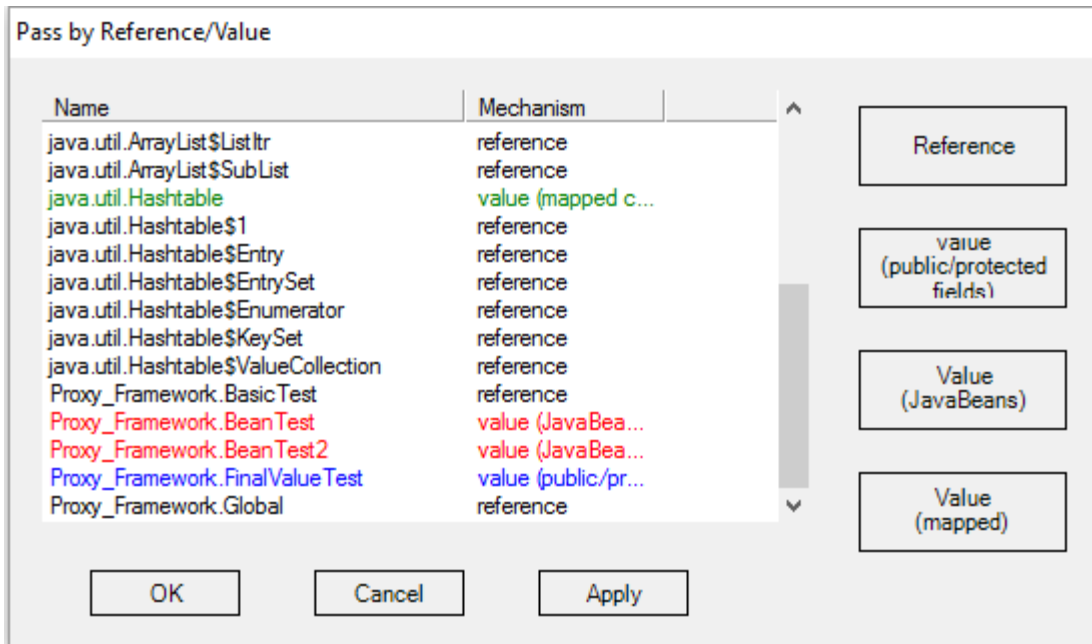 Pass by Reference/Value
Name Mechanism
java.util.ArrayList$ListItr reference
java.util.ArrayList$SubList reference
java.util.Hashtable value (mapped c...
java.util.Hashtable$1 reference
java.util.Hashtable$Entry reference
java.util.Hashtable$EntrySet reference
java.util.Hashtable$Enumerator reference
java.util.Hashtable$KeySet reference
java.util.Hashtable$ValueCollection reference
Proxy_Framework.BasicTest reference
Proxy_Framework.BeanTest value (JavaBea...
Proxy_Framework.BeanTest2 value (JavaBea...
Proxy_Framework.FinalValueTest value (public/pr...
Proxy_Framework.Global reference
Reference
Value
(public/protected
fields)
Value
(JavaBeans)
Value
(mapped)
OK Cancel Apply